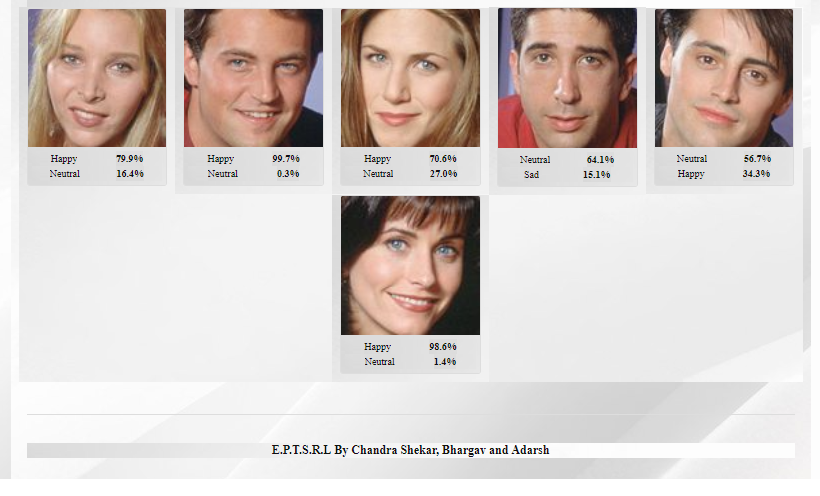 Happy 79.9%
Neutral 16.4%
Happy 99.7%
Neutral 0.3%
Happy 70.6%
Neutral 27.0%
Neutral 64.1%
Sad 15.1%
Neutral 56.7%
Happy 34.3%
Happy 98.6%
Neutral 1.4%
E.P.T.S.R.L By Chandra Shekar, Bhargav and Adarsh